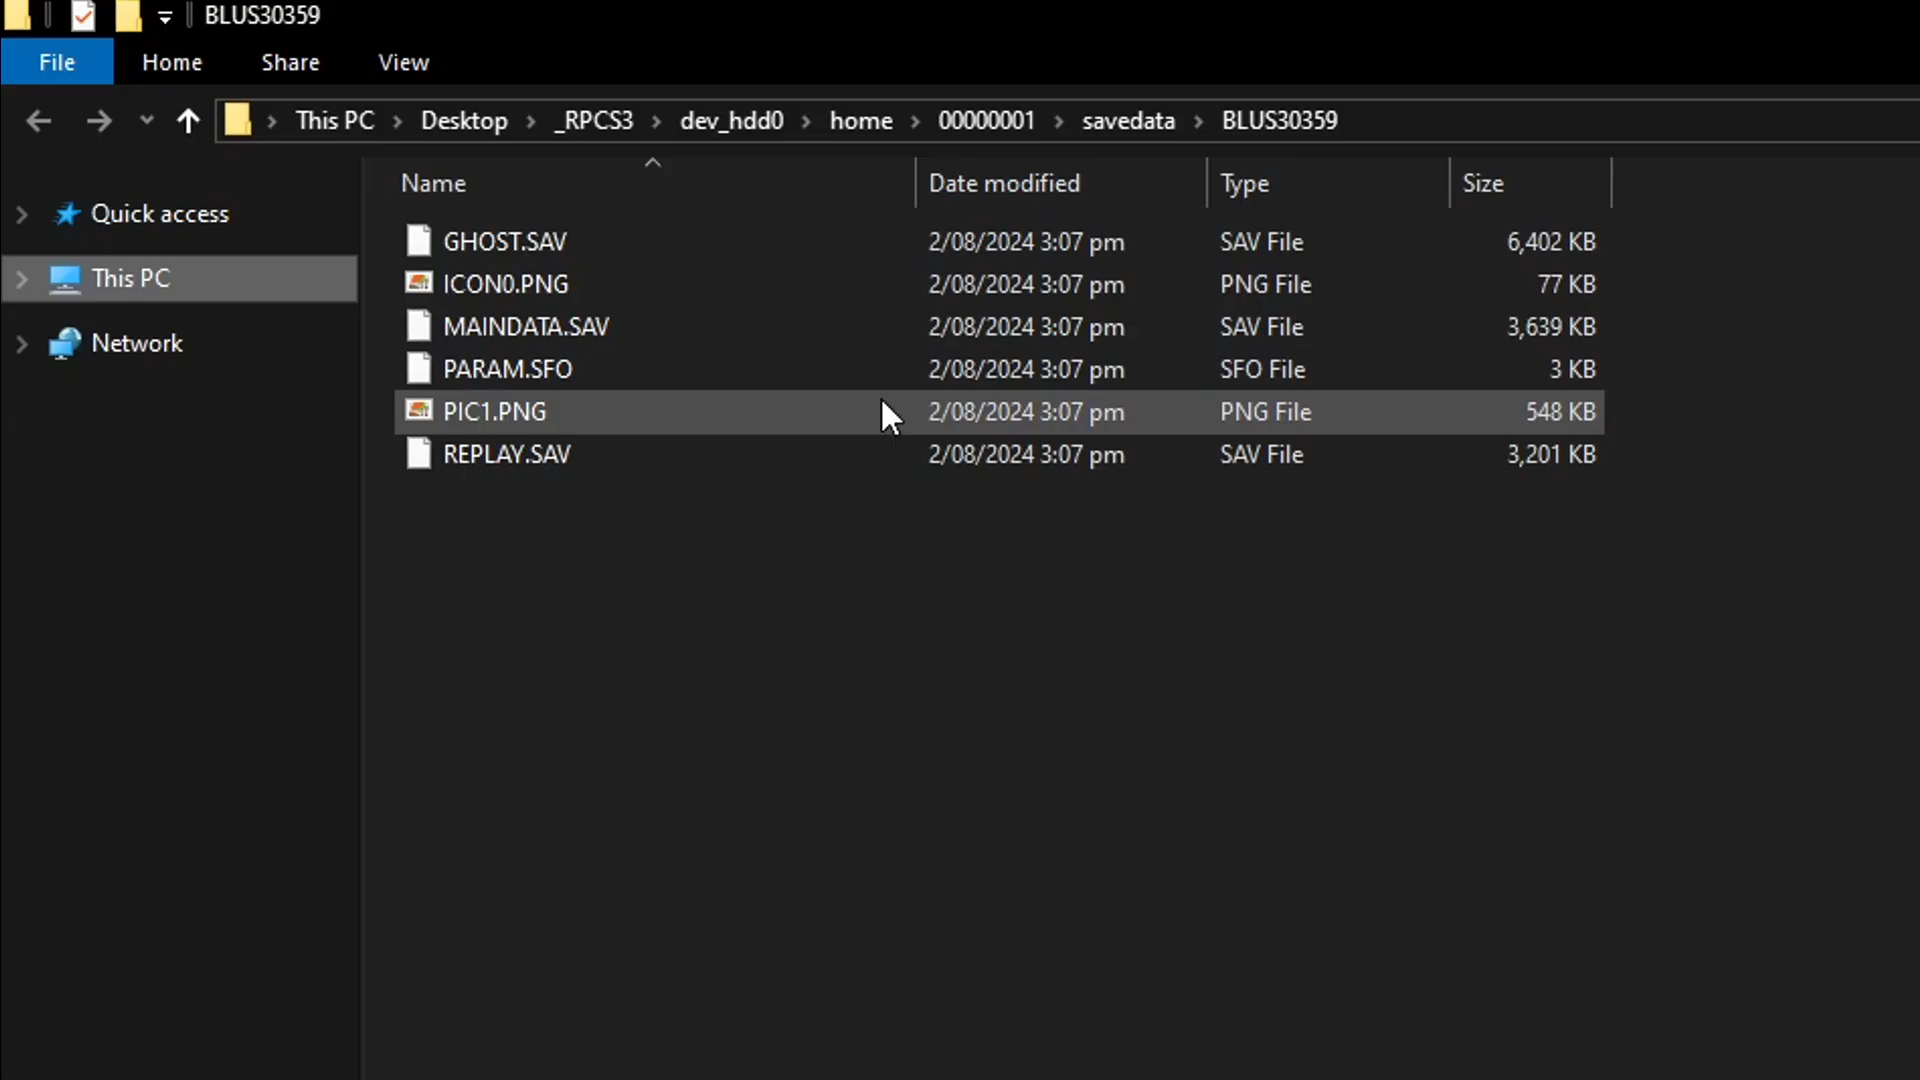 BLUS30359
File Home Share View
This PC Desktop _RPCS3 dev_hdd0 home 00000001 savedata BLUS30359
Name Date modified Type Size
Quick access
This PC
Network
GHOST.SAV 2/08/2024 3:07 pm SAV File 6,402 KB
ICON0.PNG 2/08/2024 3:07 pm PNG File 77 KB
MAINDATA.SAV 2/08/2024 3:07 pm SAV File 3,639 KB
PARAM.SFO 2/08/2024 3:07 pm SFO File 3 KB
PIC1.PNG 2/08/2024 3:07 pm PNG File 548 KB
REPLAY.SAV 2/08/2024 3:07 pm SAV File 3,201 KB